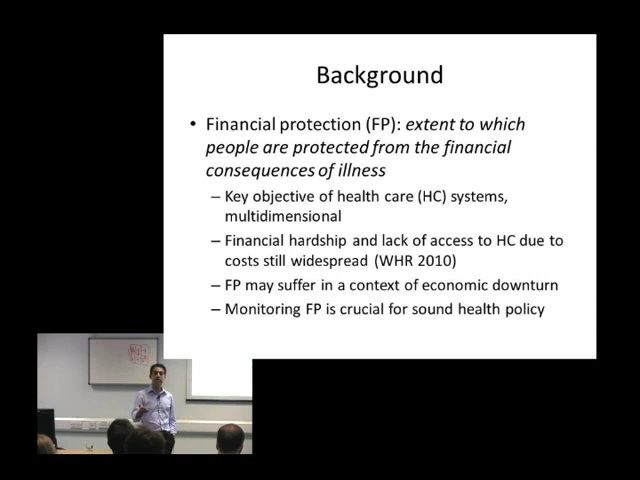 Background
• Financial protection (FP): extent to which
people are protected from the financial
consequences of illness
– Key objective of health care (HC) systems,
multidimensional
– Financial hardship and lack of access to HC due to
costs still widespread (WHR 2010)
– FP may suffer in a context of economic downturn
– Monitoring FP is crucial for sound health policy